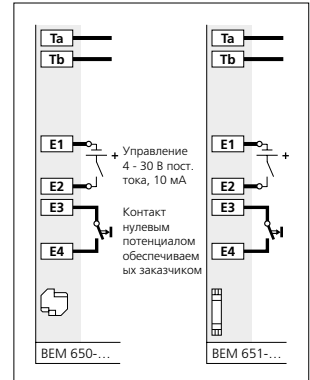 Ta
Tb
E1
+
Управление
4 - 30 В пост.
тока, 10 мА
E2
E3
Контакт
нулевым
потенциалом
обеспечиваем
ых заказчиком
E4
BEM 650-...
Ta
Tb
E1
+
E2
E3
E4
BEM 651-...